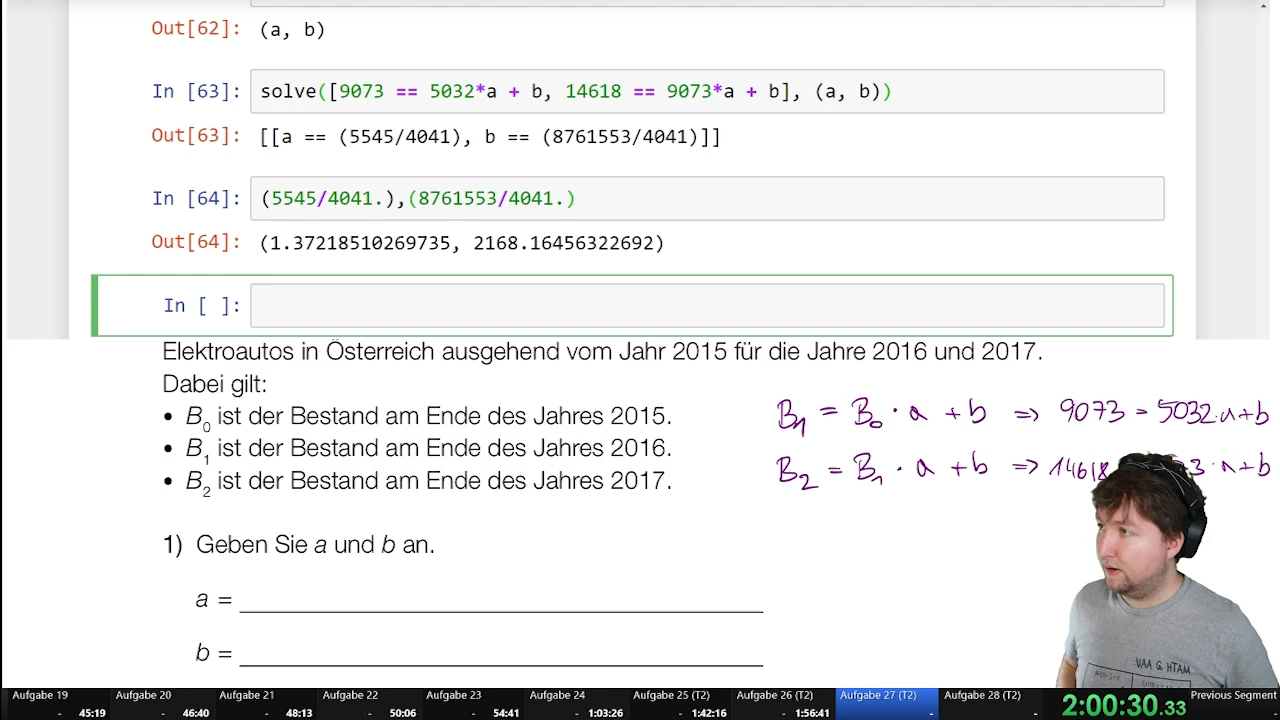 Out[62]: (a, b)
In [63]: solve([9073 == 5032*a + b, 14618 == 9073*a + b], (a, b))
Out[63]: [[a == (5545/4041), b == (8761553/4041)]]
In [64]: (5545/4041.),(8761553/4041.)
Out[64]: (1.37218510269735, 2168.16456322692)
In [ ]:
Elektroautos in Österreich ausgehend vom Jahr 2015 für die Jahre 2016 und 2017.
Dabei gilt:
• B0 ist der Bestand am Ende des Jahres 2015.
B1 = B0 · a + b ⇒ 9073 = 5032·a+b
• B1 ist der Bestand am Ende des Jahres 2016.
B2 = B1 · a + b ⇒ 14618 3·a+b
• B2 ist der Bestand am Ende des Jahres 2017.
1) Geben Sie a und b an.
a =
b =
VAA G HTAM
Aufgabe 19 Aufgabe 20 Aufgabe 21 Aufgabe 22 Aufgabe 23 Aufgabe 24 Aufgabe 25 (T2) Aufgabe 26 (T2) Aufgabe 27 (T2) Aufgabe 28 (T2) 2:00:30.33 Previous Segment
- 45:19 - 46:40 - 48:13 - 50:06 - 54:41 - 1:03:26 - 1:42:16 - 1:56:41 - - -